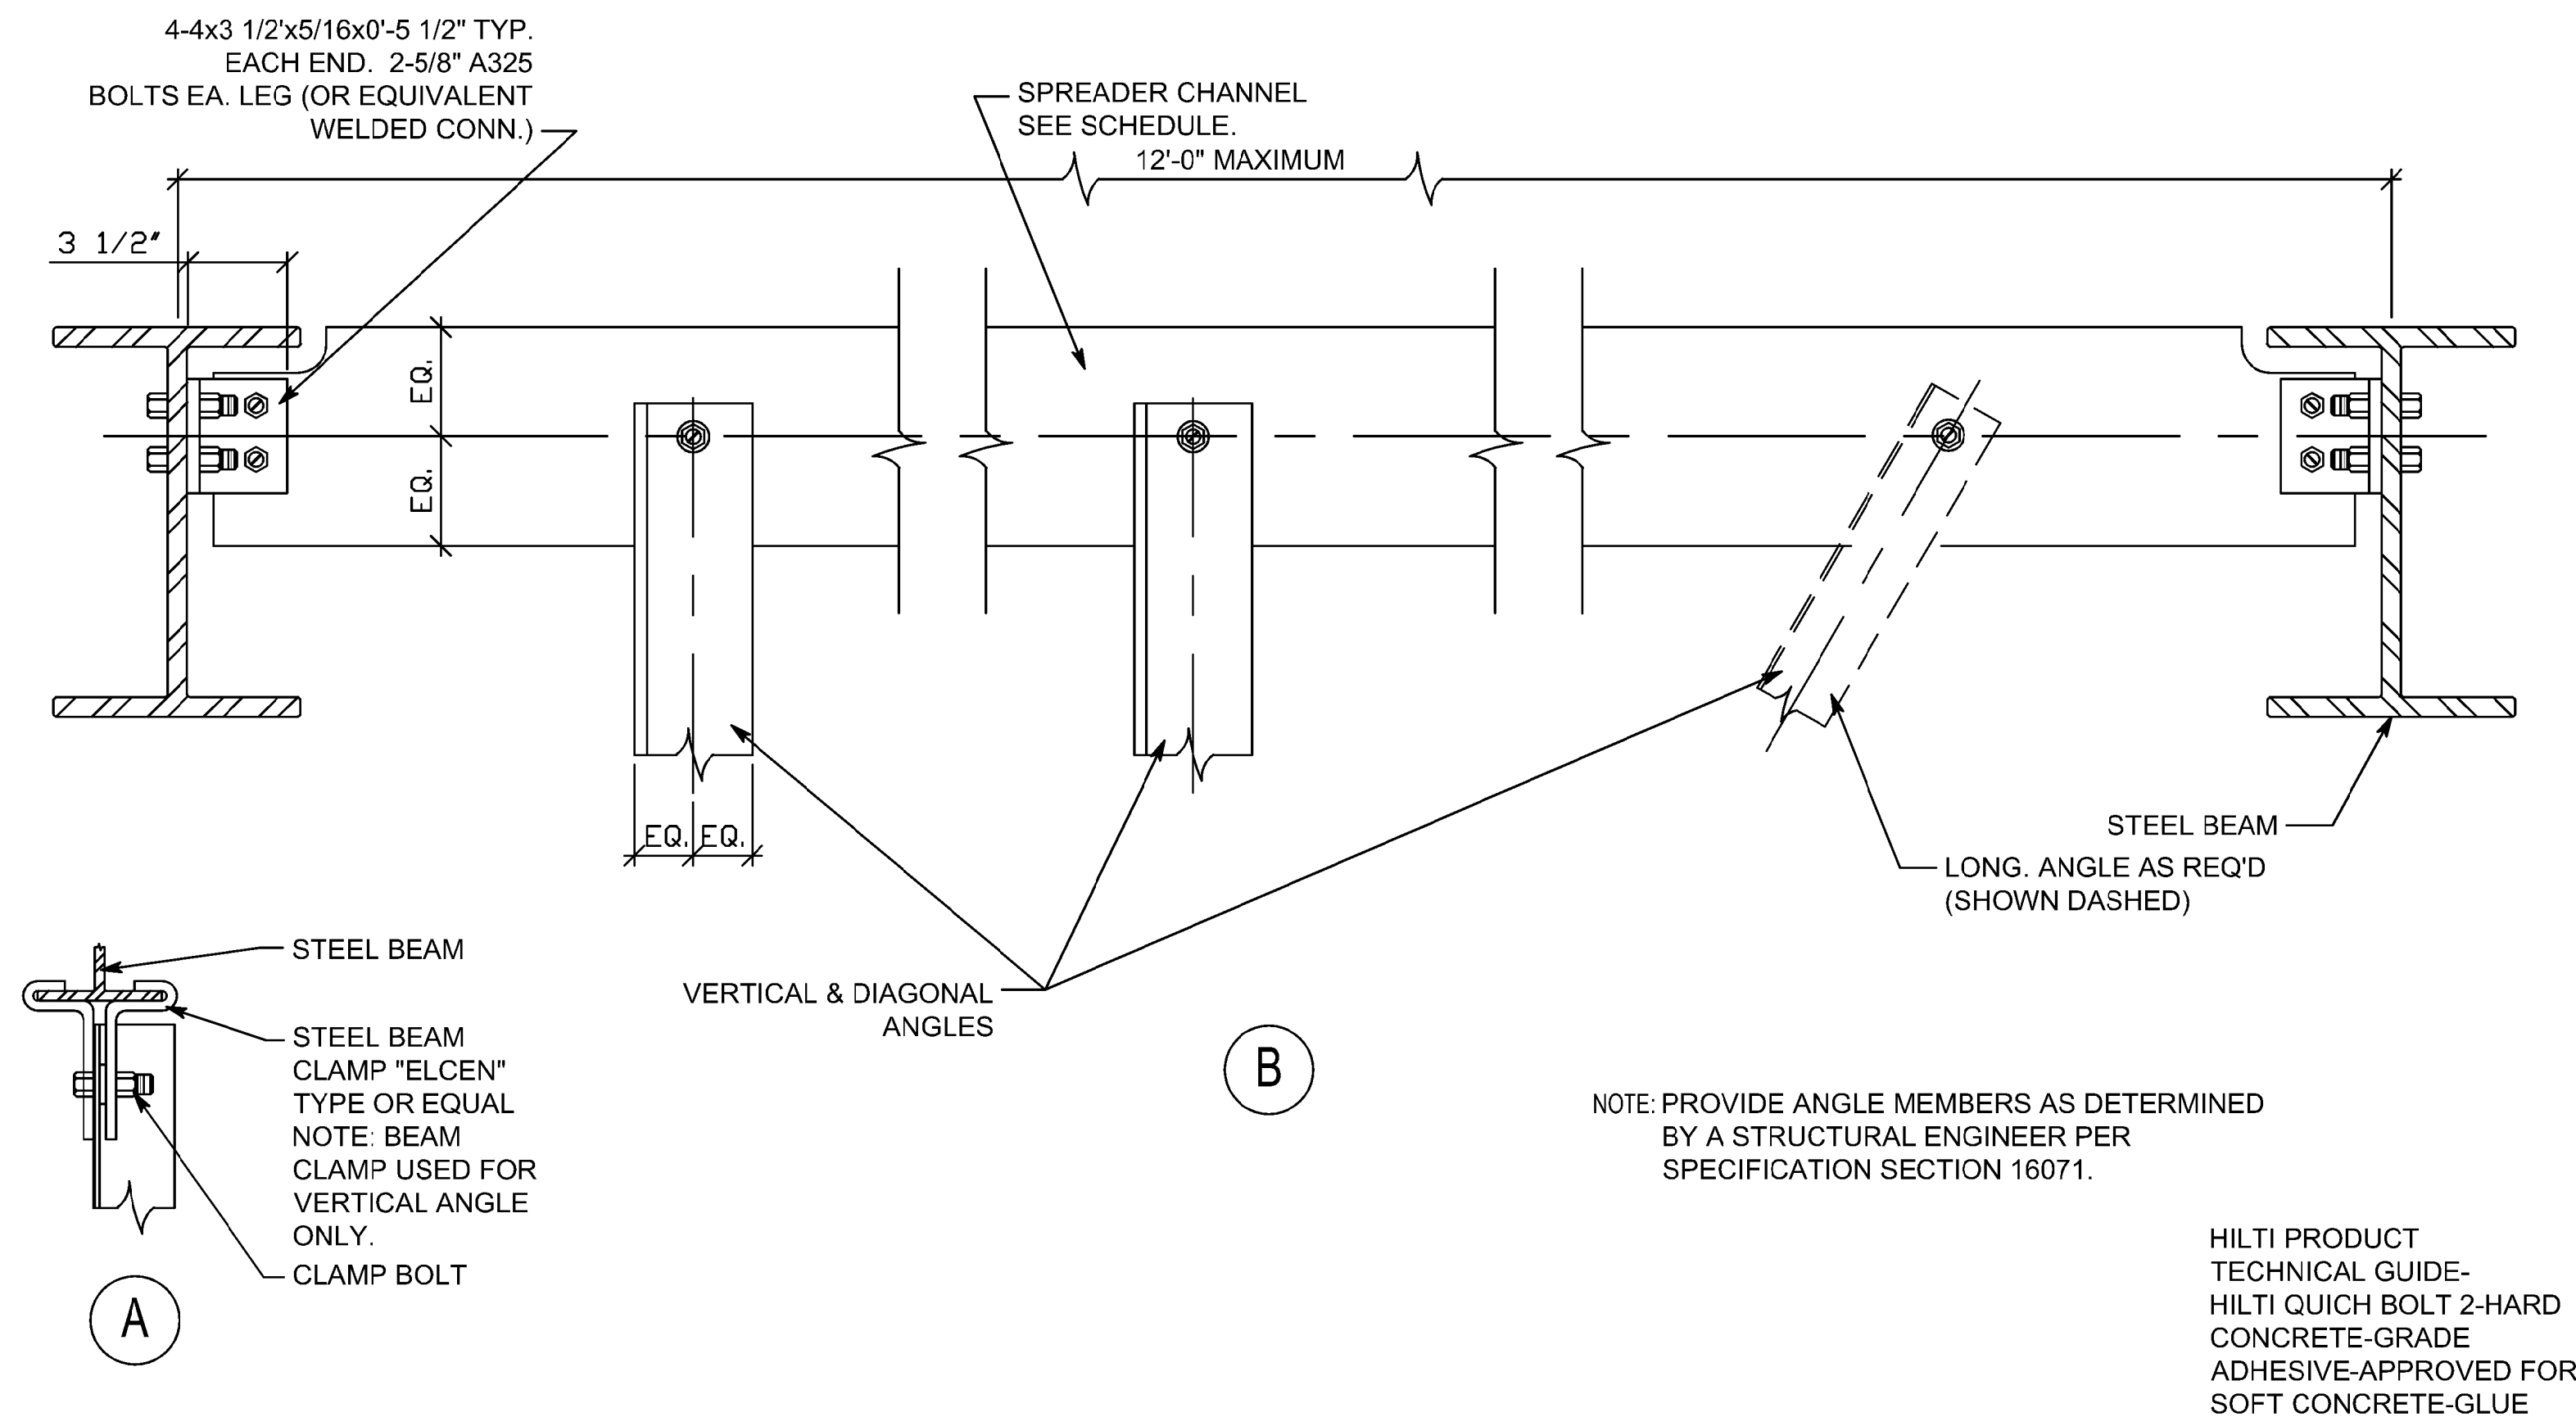 4-4x3 1/2'x5/16x0'-5 1/2" TYP.
EACH END. 2-5/8" A325
BOLTS EA. LEG (OR EQUIVALENT
WELDED CONN.)
SPREADER CHANNEL
SEE SCHEDULE.
12'-0" MAXIMUM
3 1/2"
EQ.
EQ.
EQ. EQ.
STEEL BEAM
LONG. ANGLE AS REQ'D
(SHOWN DASHED)
VERTICAL & DIAGONAL
ANGLES
STEEL BEAM
STEEL BEAM
CLAMP "ELCEN"
TYPE OR EQUAL
NOTE: BEAM
CLAMP USED FOR
VERTICAL ANGLE
ONLY.
CLAMP BOLT
A
B
NOTE: PROVIDE ANGLE MEMBERS AS DETERMINED
BY A STRUCTURAL ENGINEER PER
SPECIFICATION SECTION 16071.
HILTI PRODUCT
TECHNICAL GUIDE-
HILTI QUICH BOLT 2-HARD
CONCRETE-GRADE
ADHESIVE-APPROVED FOR
SOFT CONCRETE-GLUE